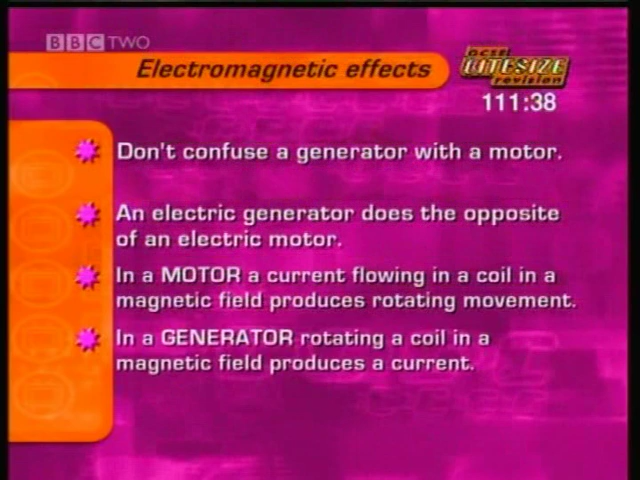 BBC TWO
Electromagnetic effects
GCSE
BITESIZE
revision
111:38
Don't confuse a generator with a motor.
An electric generator does the opposite
of an electric motor.
In a MOTOR a current flowing in a coil in a
magnetic field produces rotating movement.
In a GENERATOR rotating a coil in a
magnetic field produces a current.